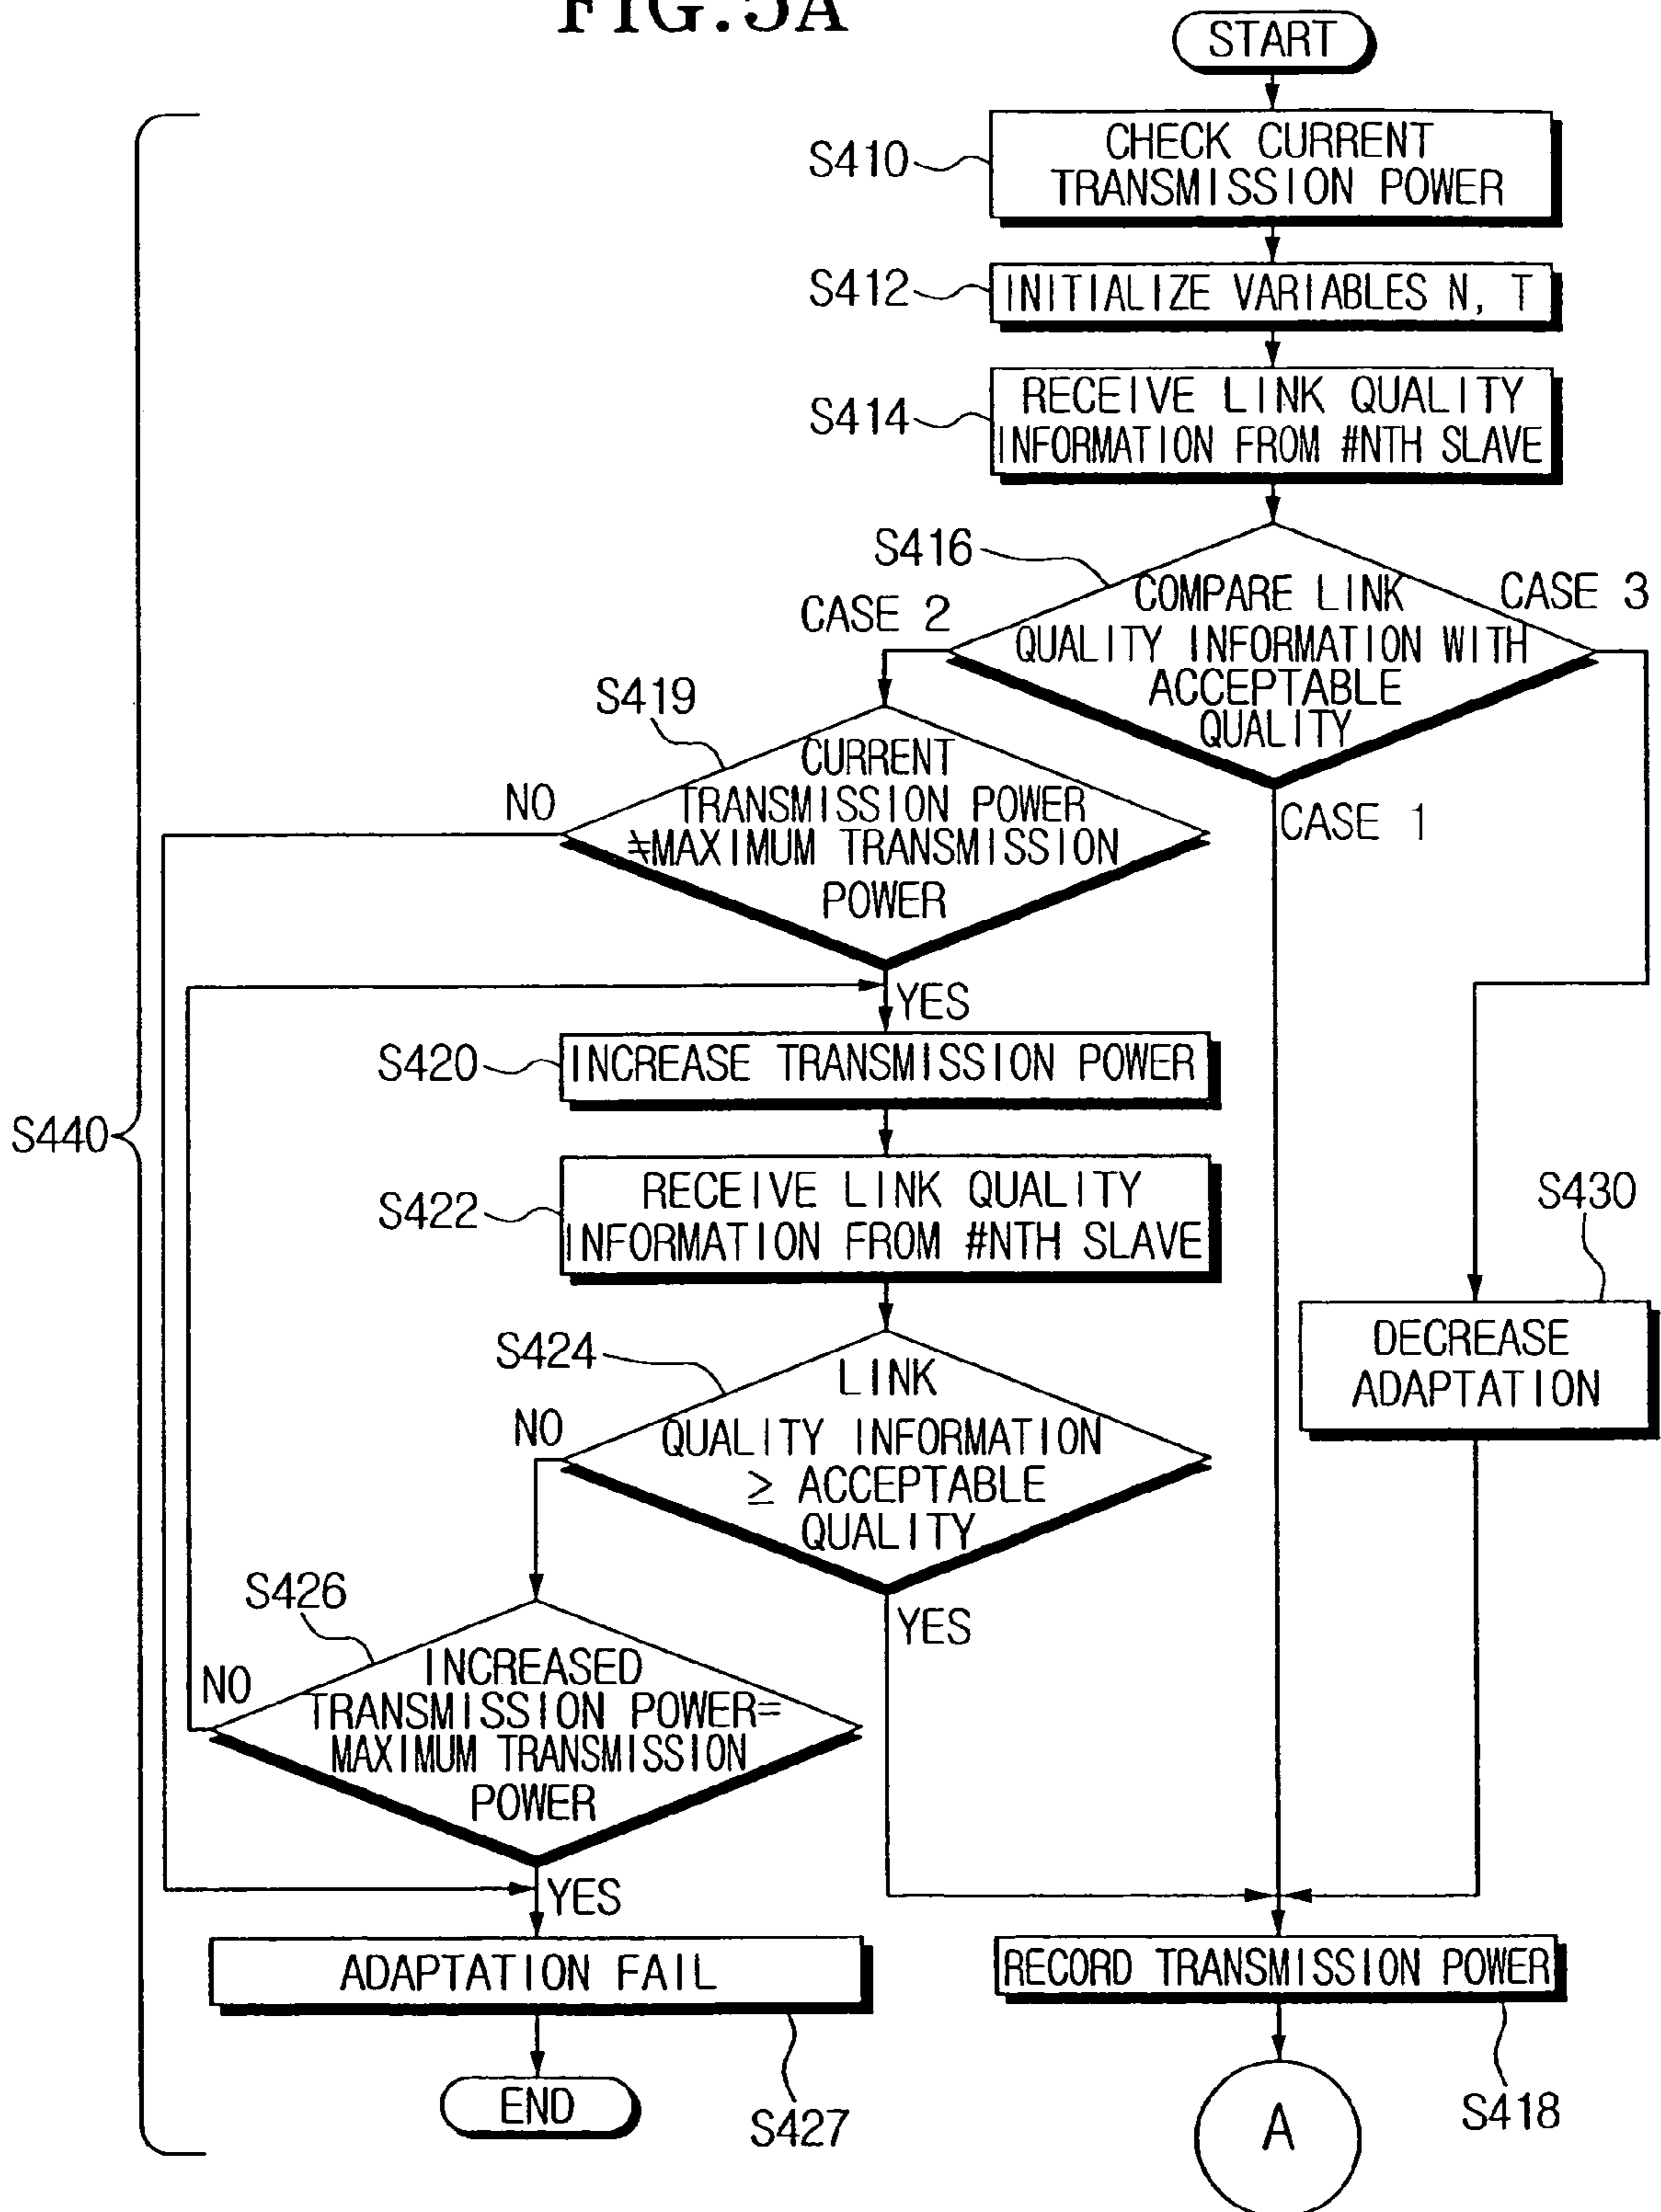 FIG.5A
START
S410
CHECK CURRENT
TRANSMISSION POWER
S412
INITIALIZE VARIABLES N, T
S414
RECEIVE LINK QUALITY
INFORMATION FROM #NTH SLAVE
S416
COMPARE LINK
QUALITY INFORMATION WITH
ACCEPTABLE
QUALITY
CASE 2
CASE 3
CASE 1
S419
CURRENT
TRANSMISSION POWER
≠MAXIMUM TRANSMISSION
POWER
NO
YES
S420
INCREASE TRANSMISSION POWER
S440
S422
RECEIVE LINK QUALITY
INFORMATION FROM #NTH SLAVE
S430
DECREASE
ADAPTATION
S424
LINK
QUALITY INFORMATION
≥ ACCEPTABLE
QUALITY
NO
YES
S426
INCREASED
TRANSMISSION POWER=
MAXIMUM TRANSMISSION
POWER
NO
YES
ADAPTATION FAIL
RECORD TRANSMISSION POWER
END
S427
A
S418